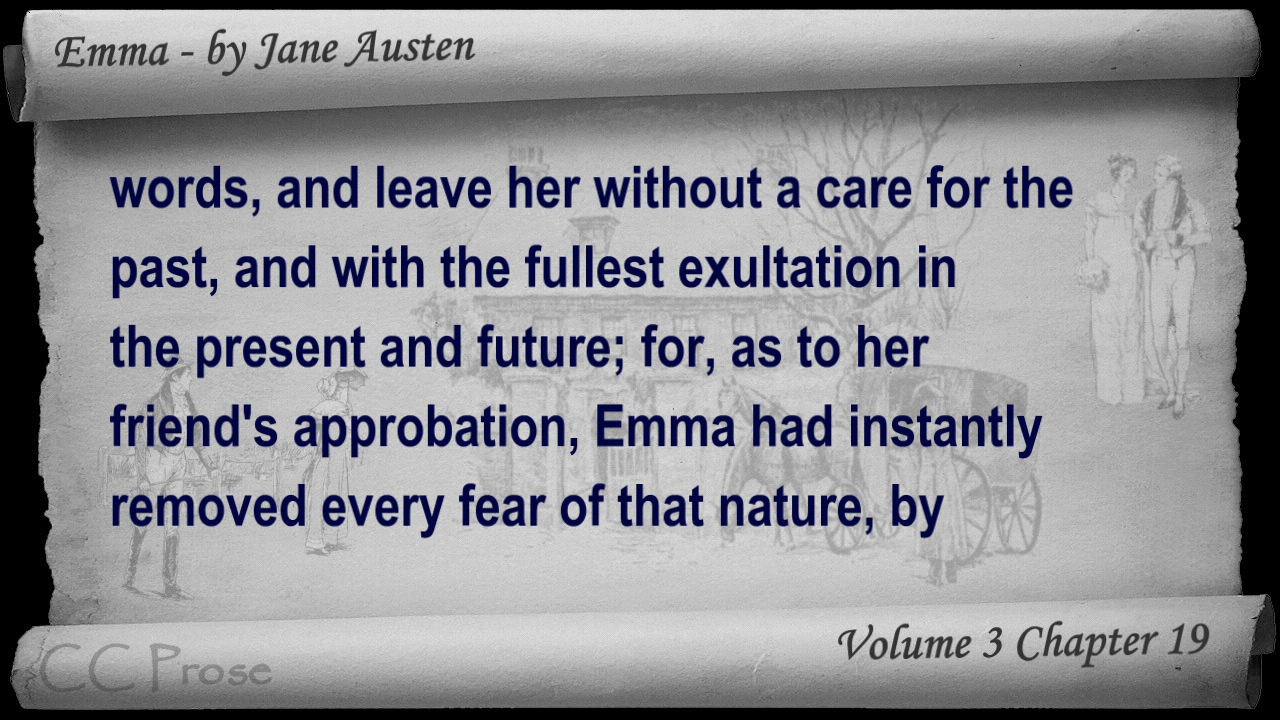 Emma - by Jane Austen
words, and leave her without a care for the
past, and with the fullest exultation in
the present and future; for, as to her
friend's approbation, Emma had instantly
removed every fear of that nature, by
Volume 3 Chapter 19
CC Prose